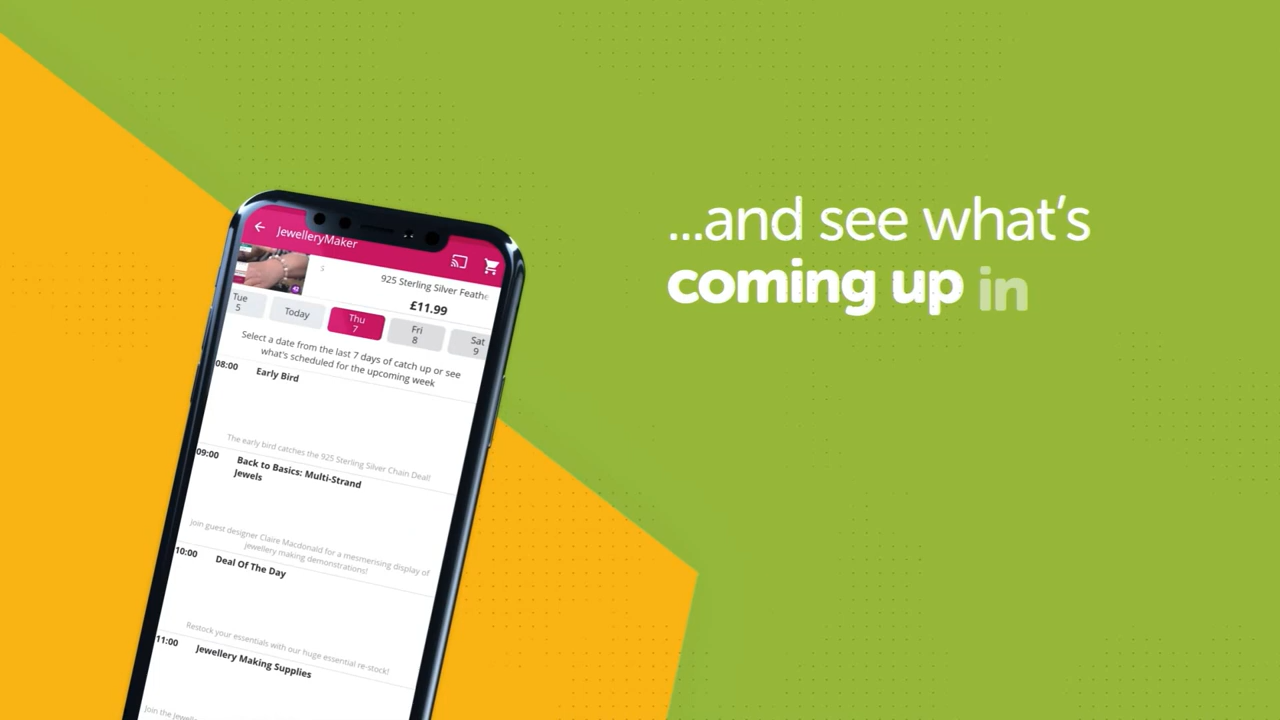 ...and see what's
coming up in
JewelleryMaker
925 Sterling Silver Feathe
£11.99
Tue
5
Today
Thu
7
Fri
8
Sat
9
Select a date from the last 7 days of catch up or see
what's scheduled for the upcoming week
08:00 Early Bird
The early bird catches the 925 Sterling Silver Chain Deal!
09:00 Back to Basics: Multi-Strand
Jewels
Join guest designer Claire Macdonald for a mesmerising display of
jewellery making demonstrations!
10:00 Deal Of The Day
Restock your essentials with our huge essential re-stock!
11:00 Jewellery Making Supplies
Join the